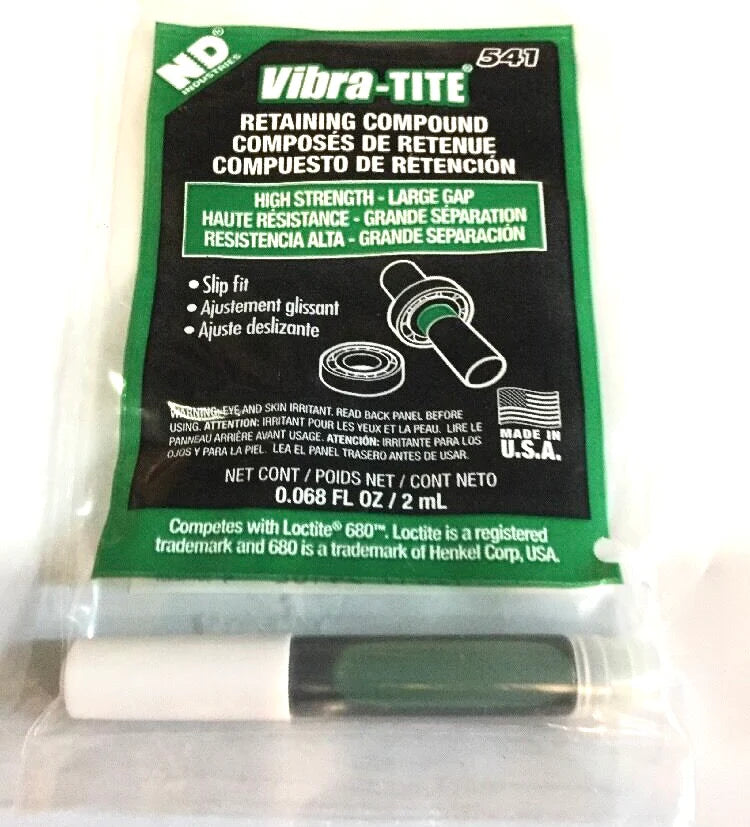 ND®
INDUSTRIES
541
Vibra-TITE®
RETAINING COMPOUND
COMPOSÉS DE RETENUE
COMPUESTO DE RETENCIÓN
HIGH STRENGTH - LARGE GAP
HAUTE RÉSISTANCE - GRANDE SÉPARATION
RESISTENCIA ALTA - GRANDE SEPARACIÓN
• Slip fit
• Ajustement glissant
• Ajuste deslizante
WARNING: EYE AND SKIN IRRITANT. READ BACK PANEL BEFORE
USING. ATTENTION: IRRITANT POUR LES YEUX ET LA PEAU. LIRE LE
PANNEAU ARRIÈRE AVANT USAGE. ATENCIÓN: IRRITANTE PARA LOS
OJOS Y PARA LA PIEL. LEA EL PANEL TRASERO ANTES DE USAR.
MADE IN
U.S.A.
NET CONT / POIDS NET / CONT NETO
0.068 FL OZ / 2 mL
Competes with Loctite® 680™. Loctite is a registered
trademark and 680 is a trademark of Henkel Corp, USA.